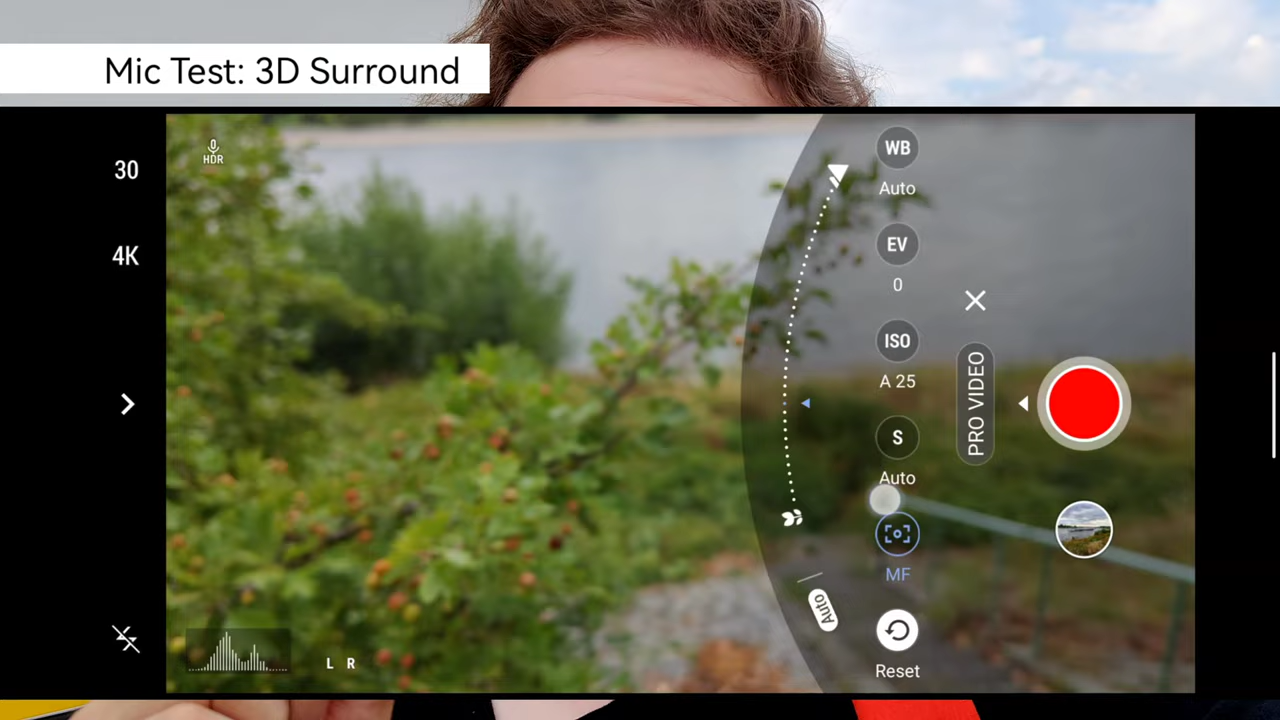 Mic Test: 3D Surround
HDR
30
4K
WB
Auto
EV
0
ISO
A 25
S
Auto
MF
Auto
Reset
PRO VIDEO
L R